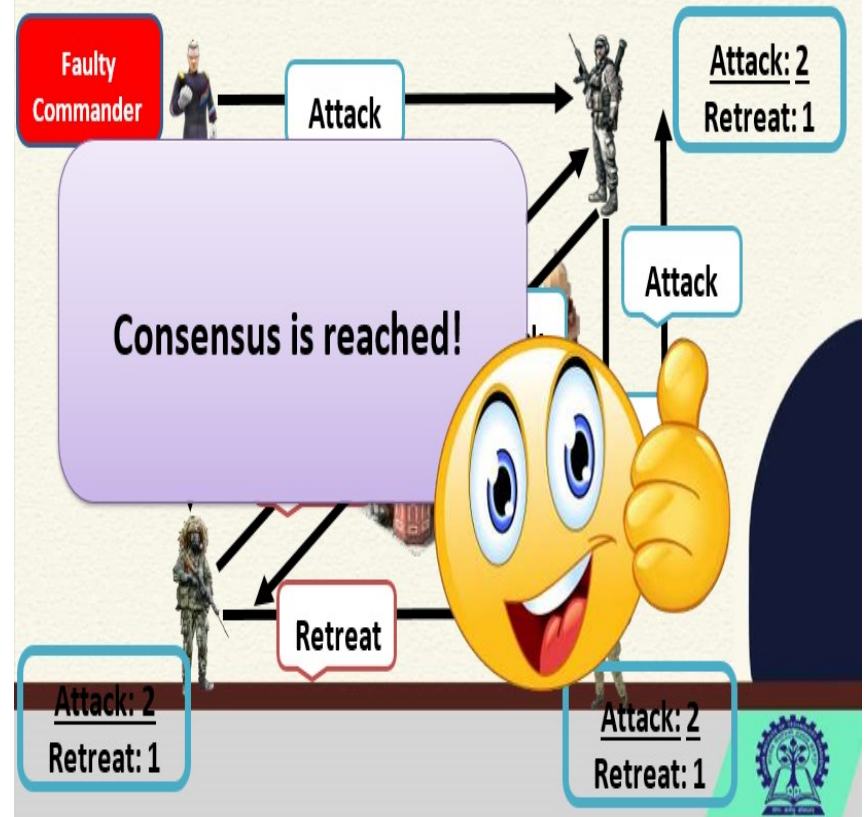 Faulty
Commander
Attack
Attack: 2
Retreat: 1
Attack
Consensus is reached!
Retreat
Attack: 2
Retreat: 1
Attack: 2
Retreat: 1